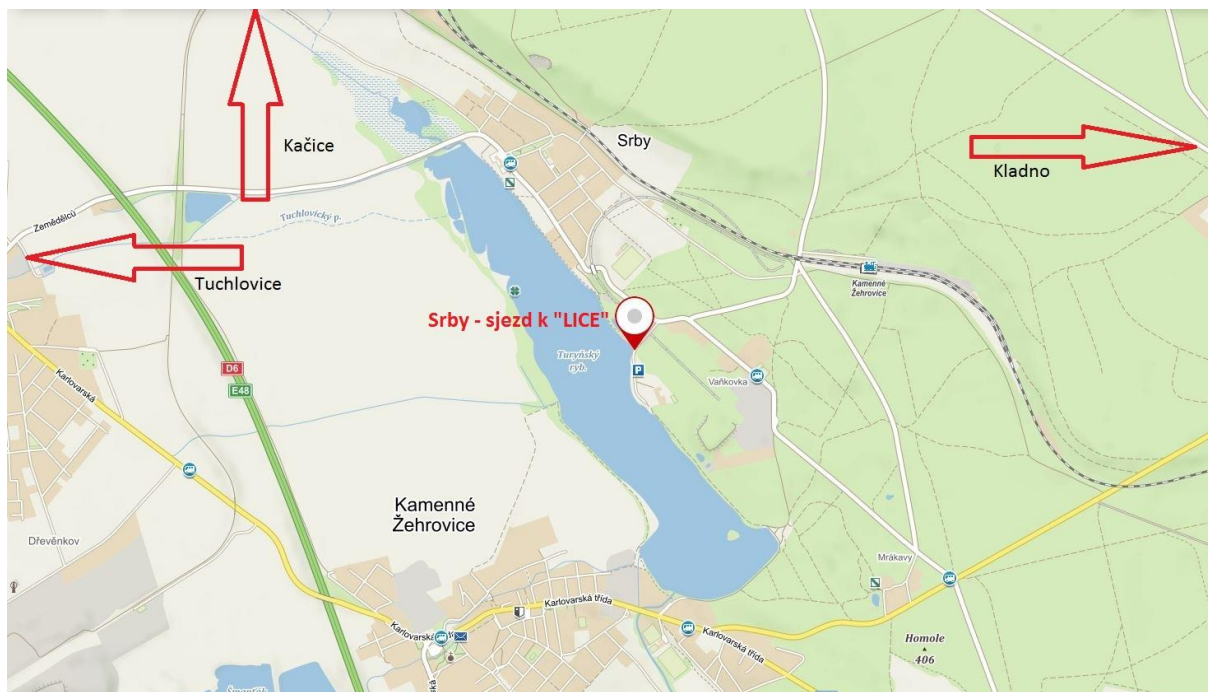 Kačice
Srby
Kladno
Zemědělců
Tuchlovický p.
Tuchlovice
Kamenné
Žehrovice
Srby - sjezd k "LICE"
Turyňský
ryb.
D6
E48
Karlovarská
Vaňkovka
P
Kamenné
Žehrovice
Dřevěnkov
Mrákavy
Karlovarská třída
Karlovarská
Karlovarská třída
Homole
406